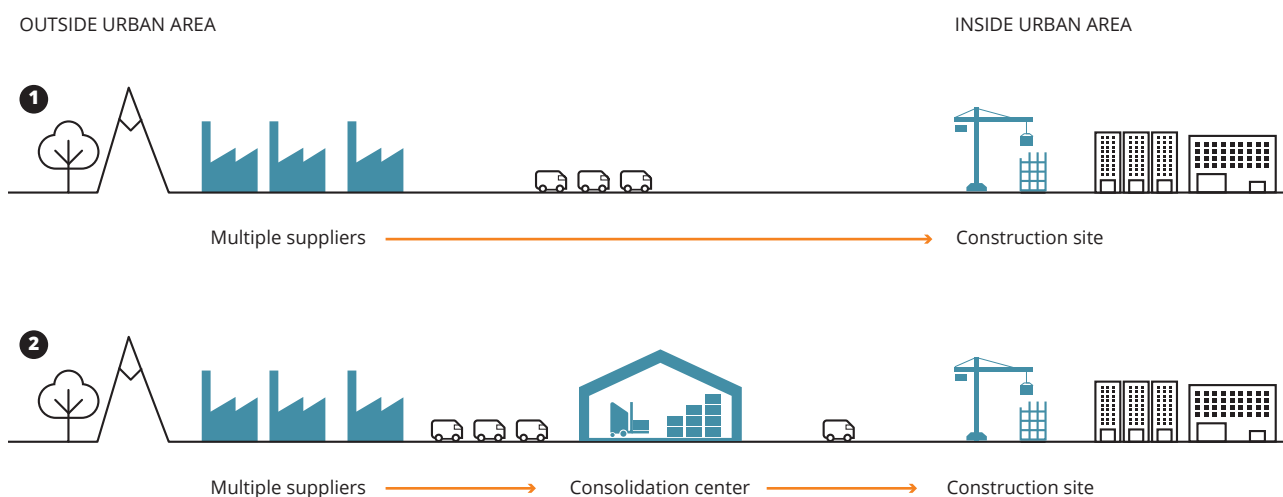 OUTSIDE URBAN AREA
INSIDE URBAN AREA
1
Multiple suppliers
Construction site
2
Multiple suppliers
Consolidation center
Construction site